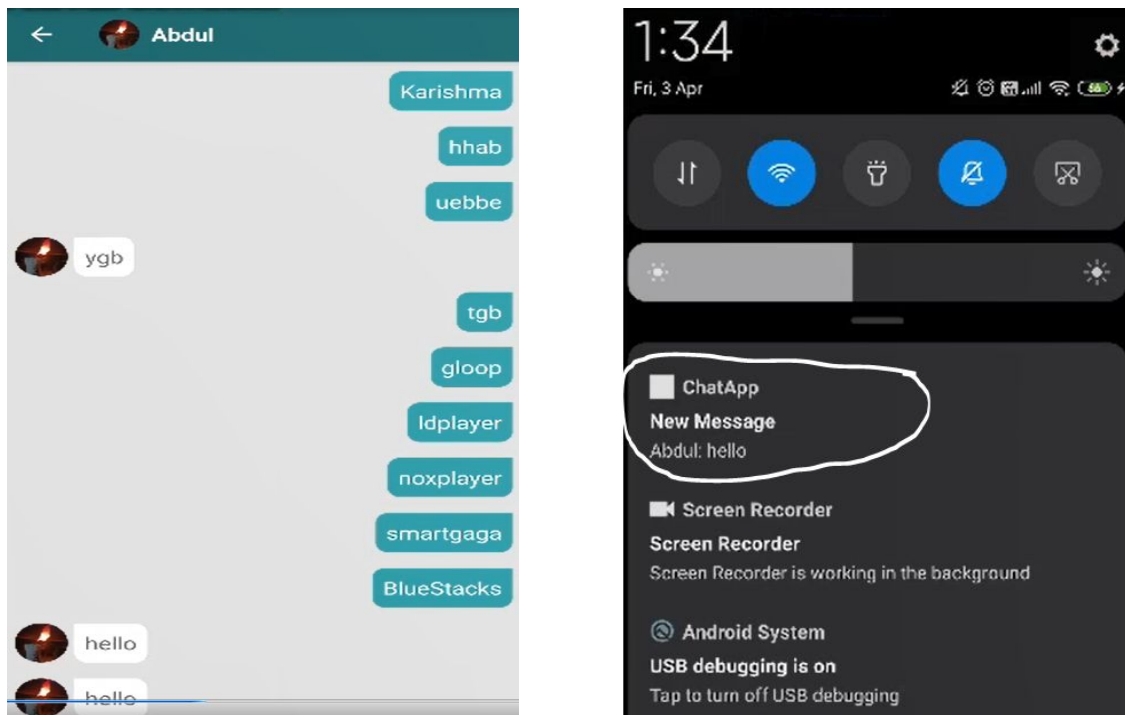 Abdul
Karishma
hhab
uebbe
ygb
tgb
gloop
ldplayer
noxplayer
smartgaga
BlueStacks
hello
hello
1:34
Fri, 3 Apr
ChatApp
New Message
Abdul: hello
Screen Recorder
Screen Recorder
Screen Recorder is working in the background
Android System
USB debugging is on
Tap to turn off USB debugging